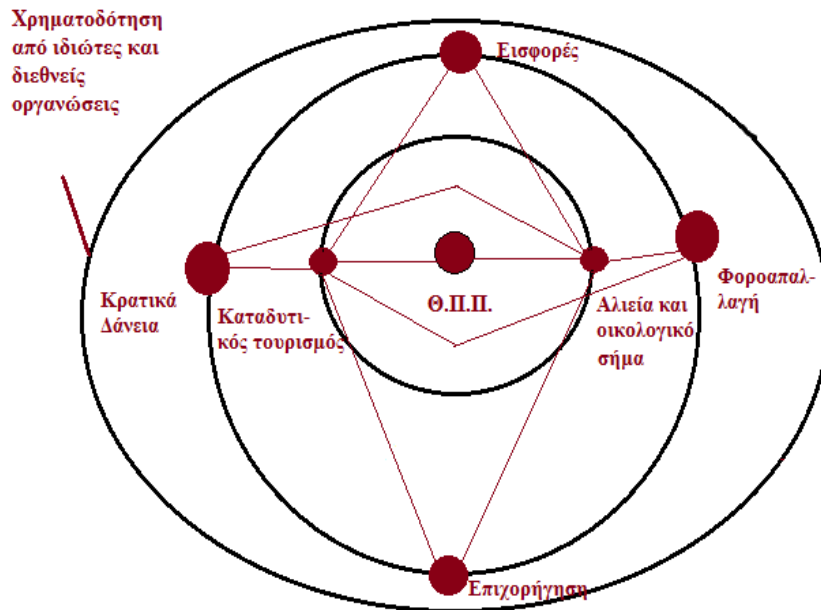 Χρηματοδότηση
από ιδιώτες και
διεθνείς
οργανώσεις
Εισφορές
Κρατικά
Δάνεια
Καταδυτι-
κός τουρισμός
Θ.Π.Π.
Αλιεία και
οικολογικό
σήμα
Φοροαπαλ-
λαγή
Επιχορήγηση